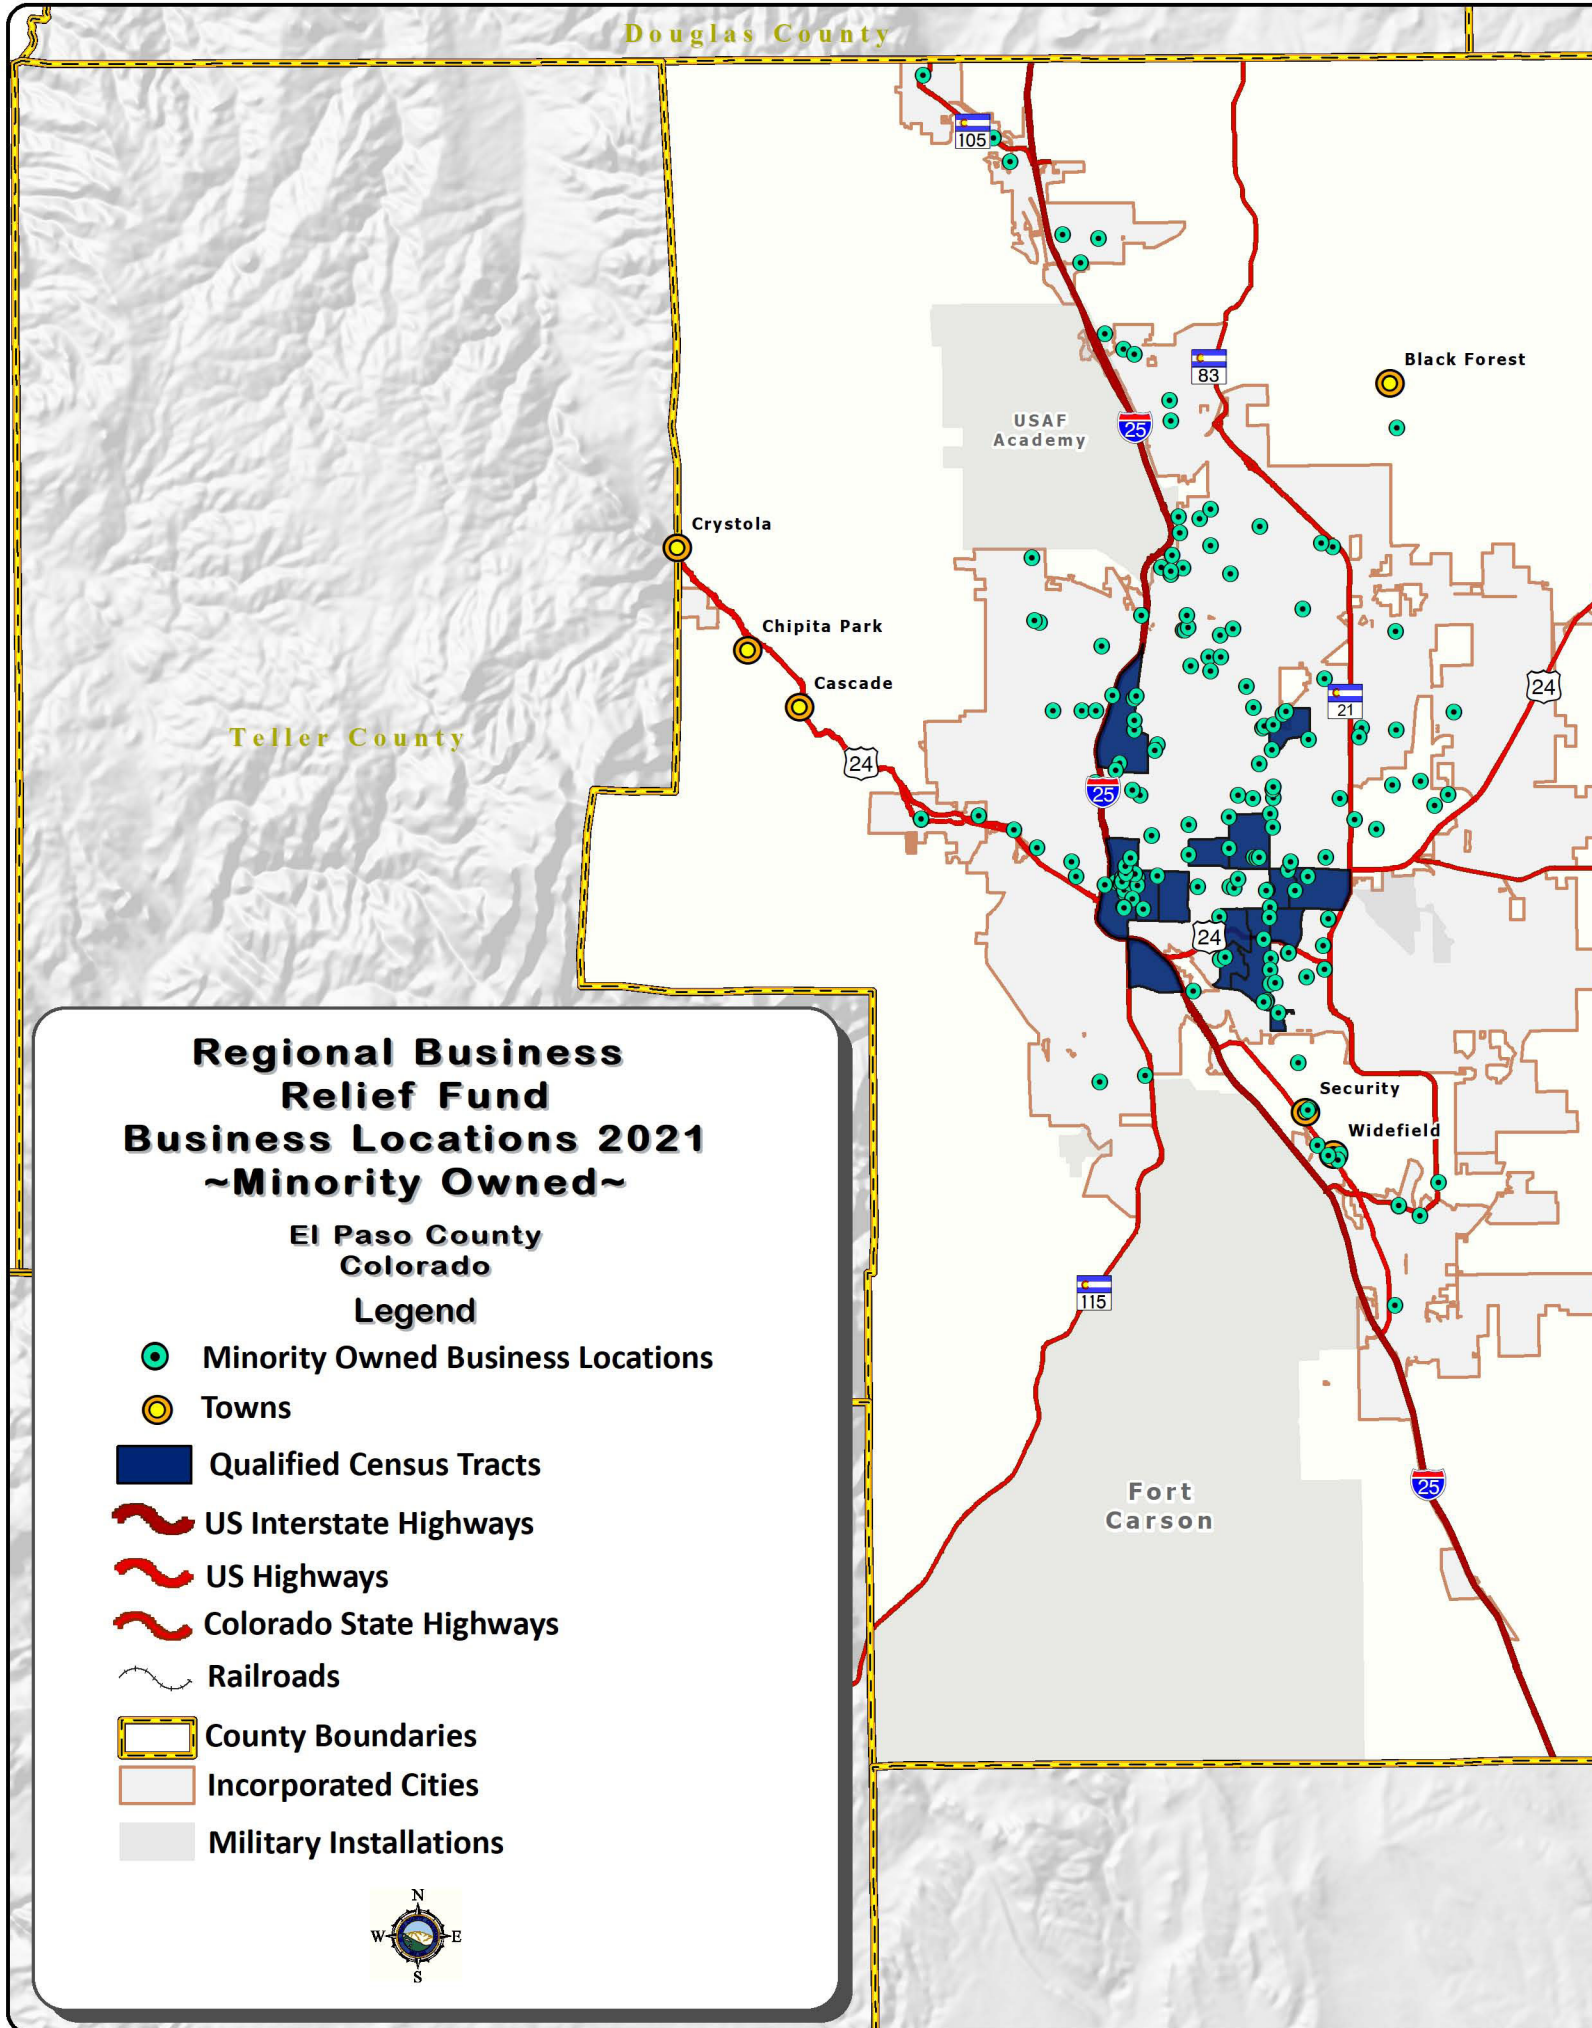 Douglas County
105
83
Black Forest
USAF
Academy
25
Crystola
Chipita Park
Cascade
24
21
Teller County
24
25
24
Security
Widefield
115
Fort
Carson
25
Regional Business
Relief Fund
Business Locations 2021
~Minority Owned~
El Paso County
Colorado
Legend
Minority Owned Business Locations
Towns
Qualified Census Tracts
US Interstate Highways
US Highways
Colorado State Highways
Railroads
County Boundaries
Incorporated Cities
Military Installations
N
W E
S